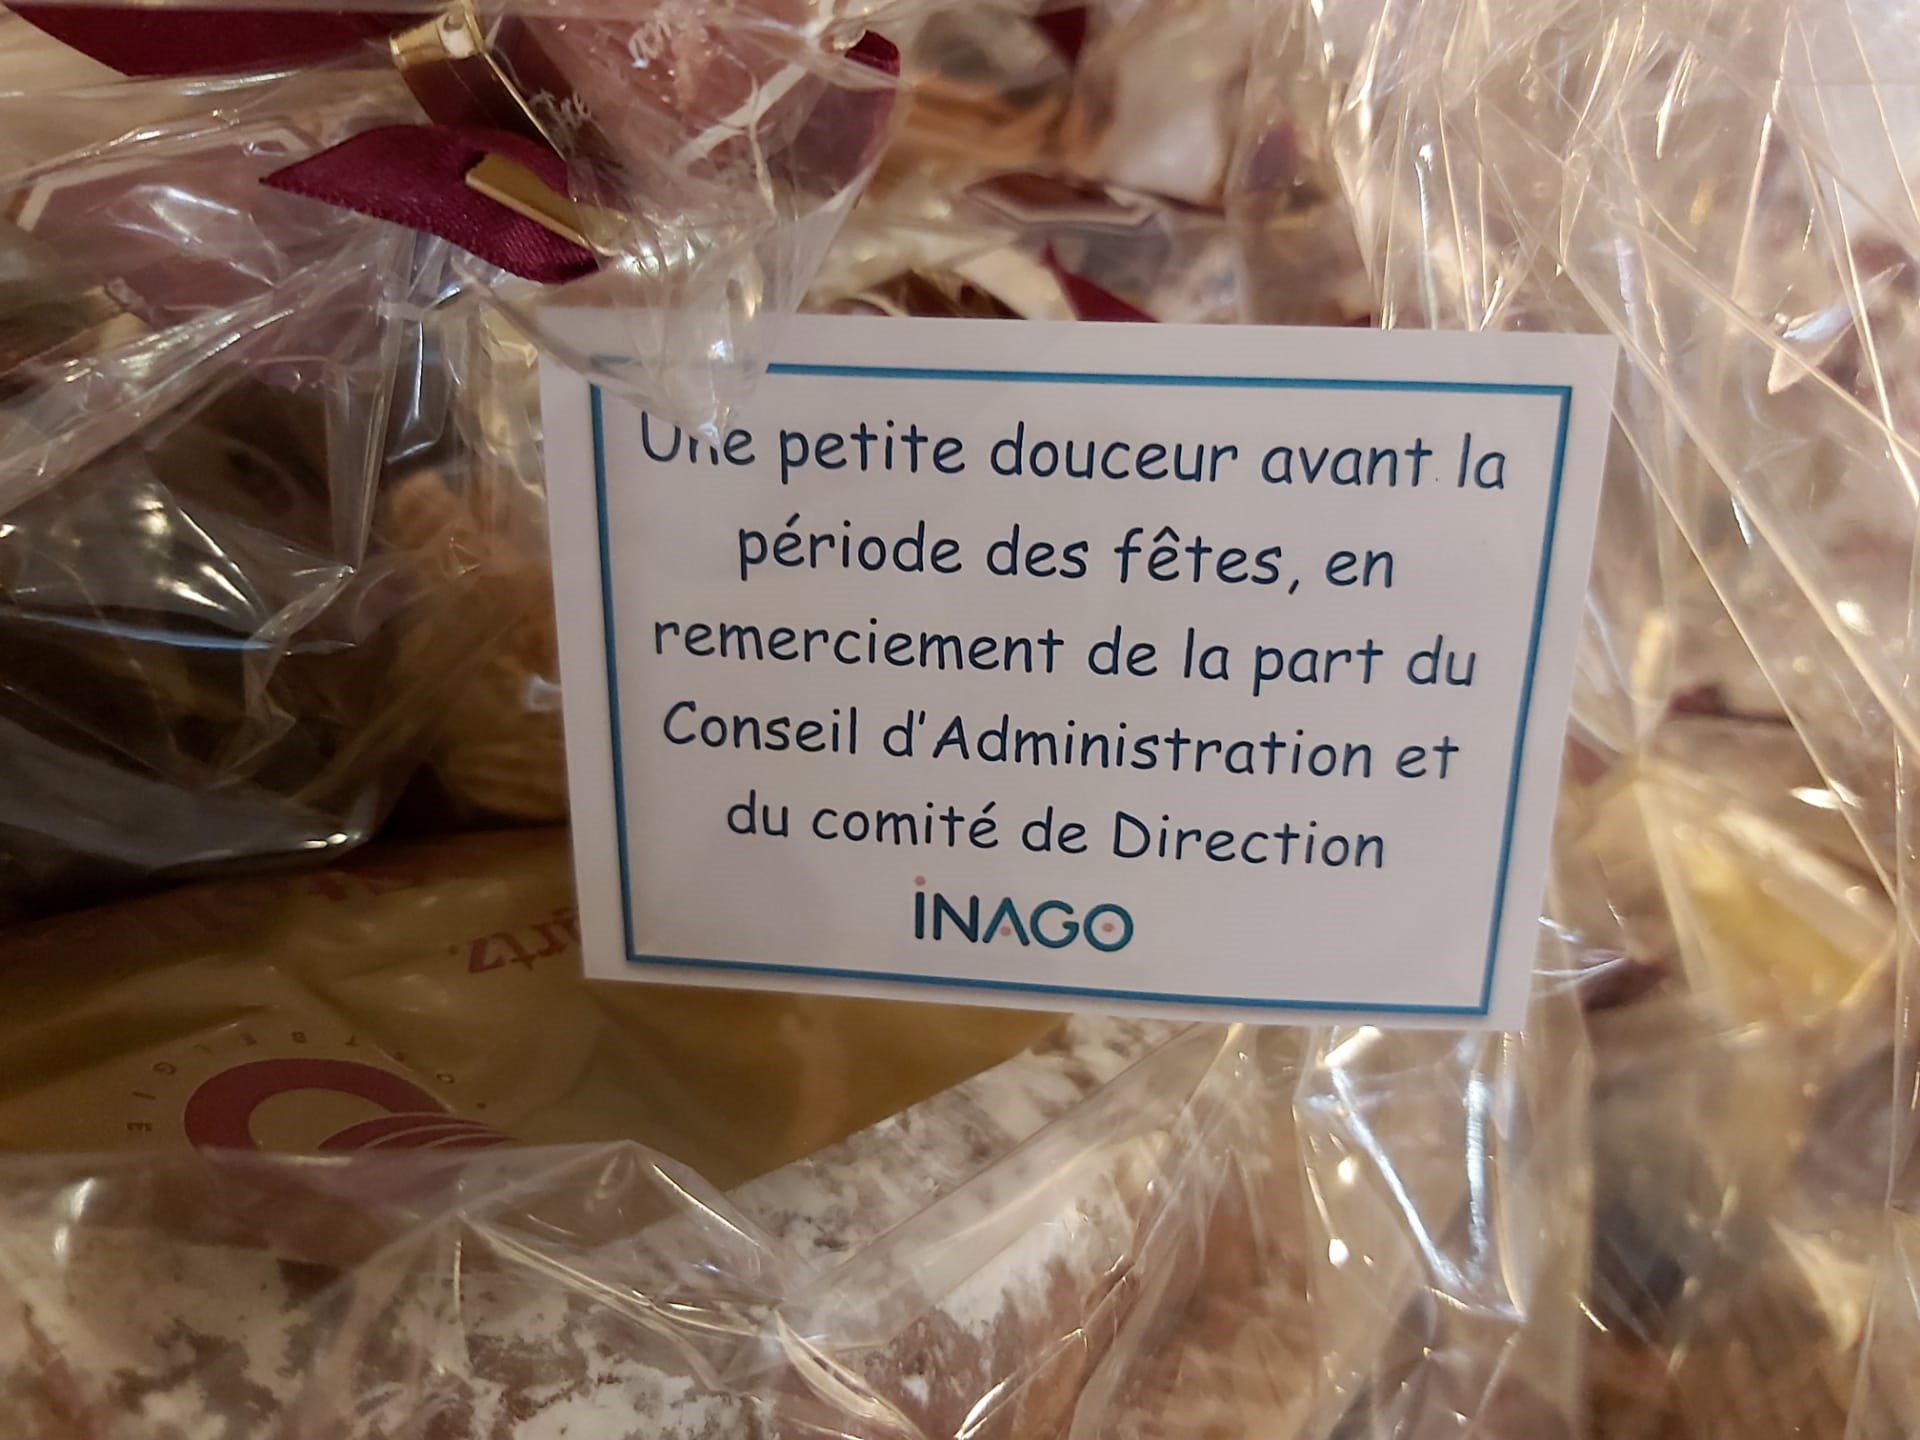 Une petite douceur avant la
période des fêtes, en
remerciement de la part du
Conseil d'Administration et
du comité de Direction
INAGO
OSTBELGIE